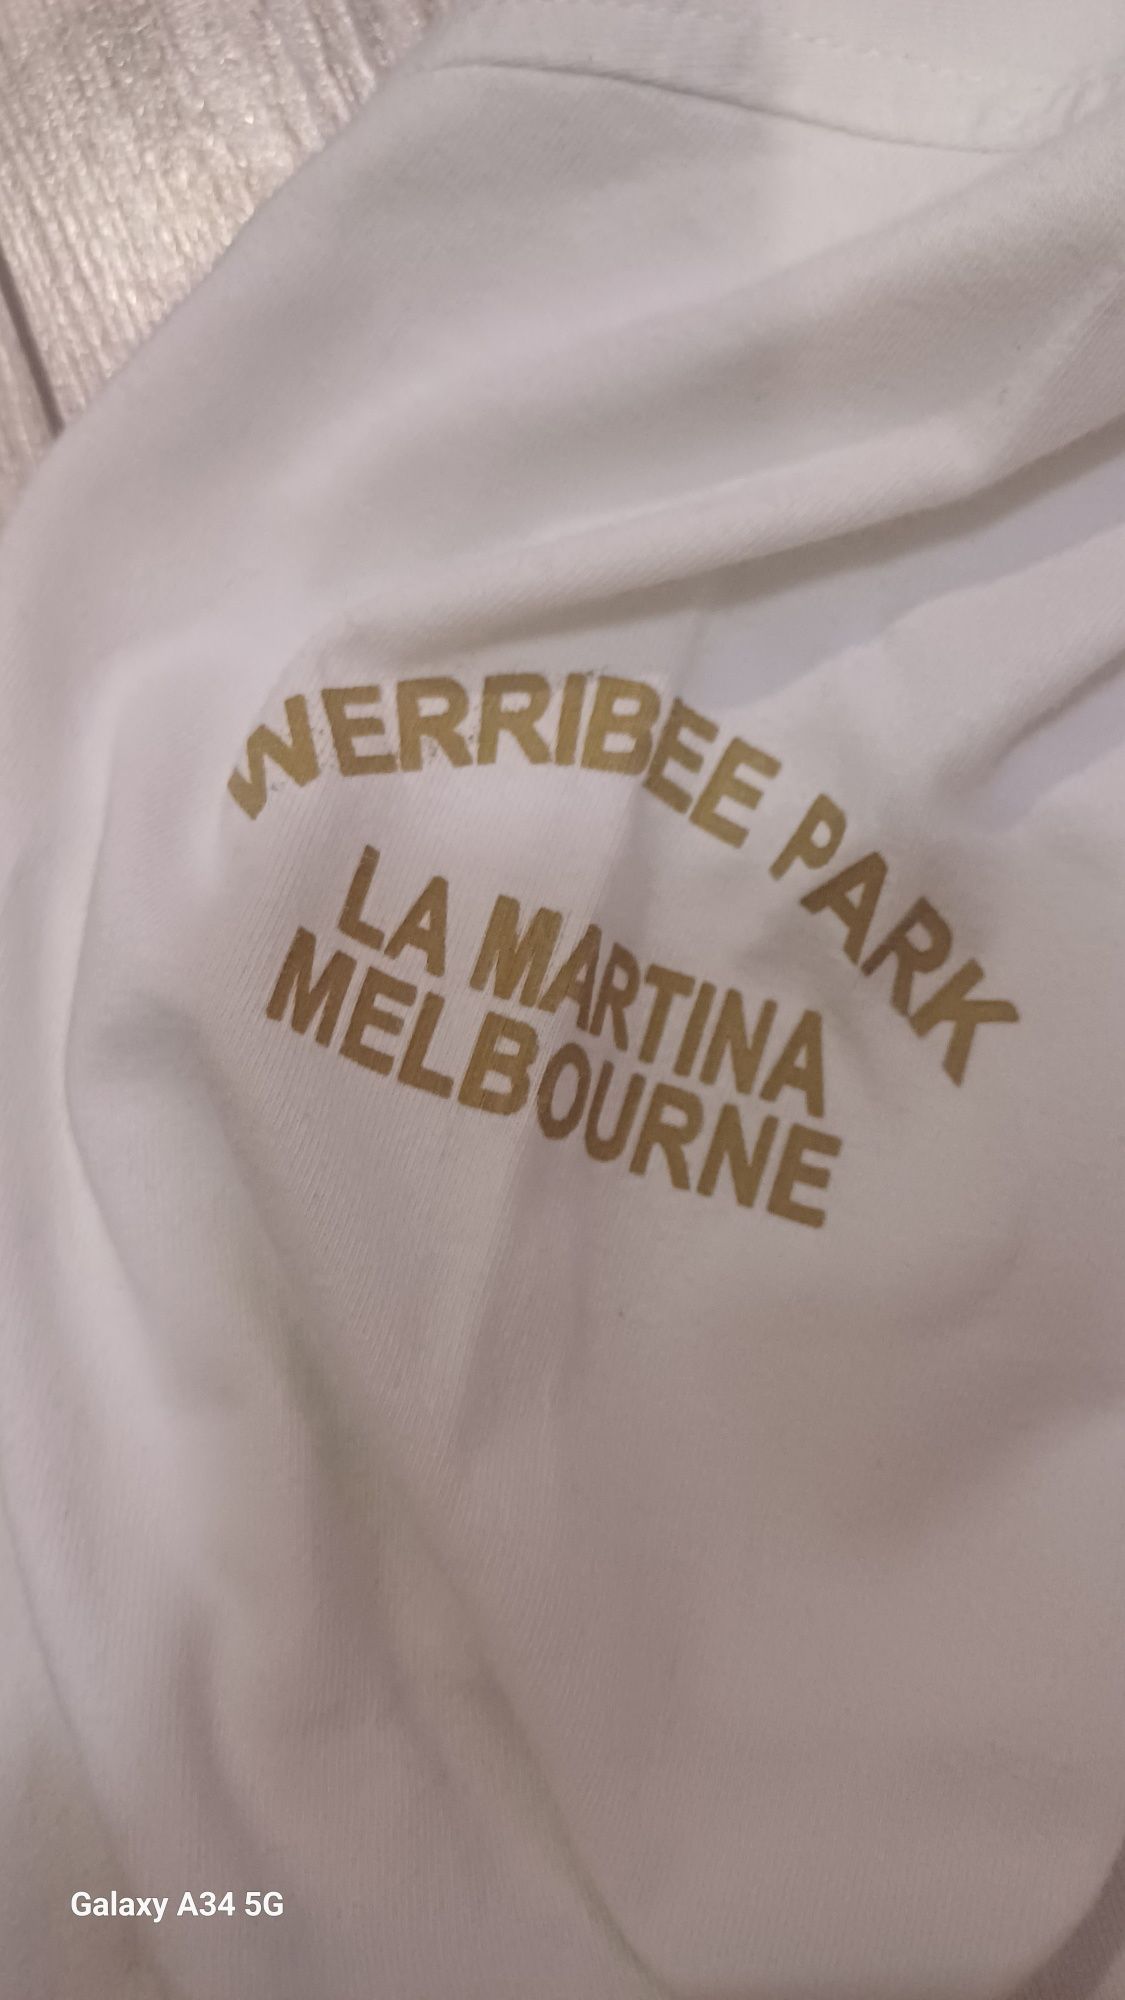 WERRIBEE PARK
LA MARTINA
MELBOURNE
Galaxy A34 5G